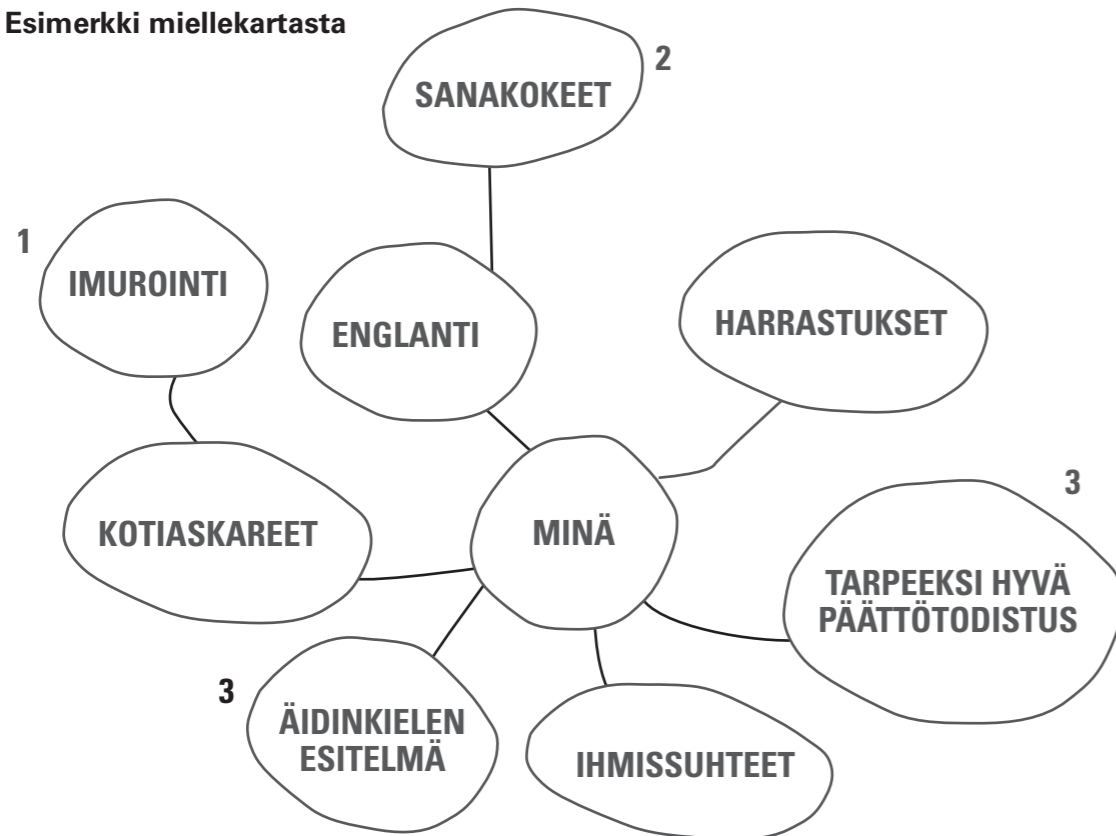 Esimerkki miellekartasta
SANAKOKEET
2
1
IMUROINTI
ENGLANTI
HARRASTUKSET
KOTIASKAREET
MINÄ
3
TARPEEKSI HYVÄ
PÄÄTTÖTODISTUS
3
ÄIDINKIELEN
ESITELMÄ
IHMISSUHTEET